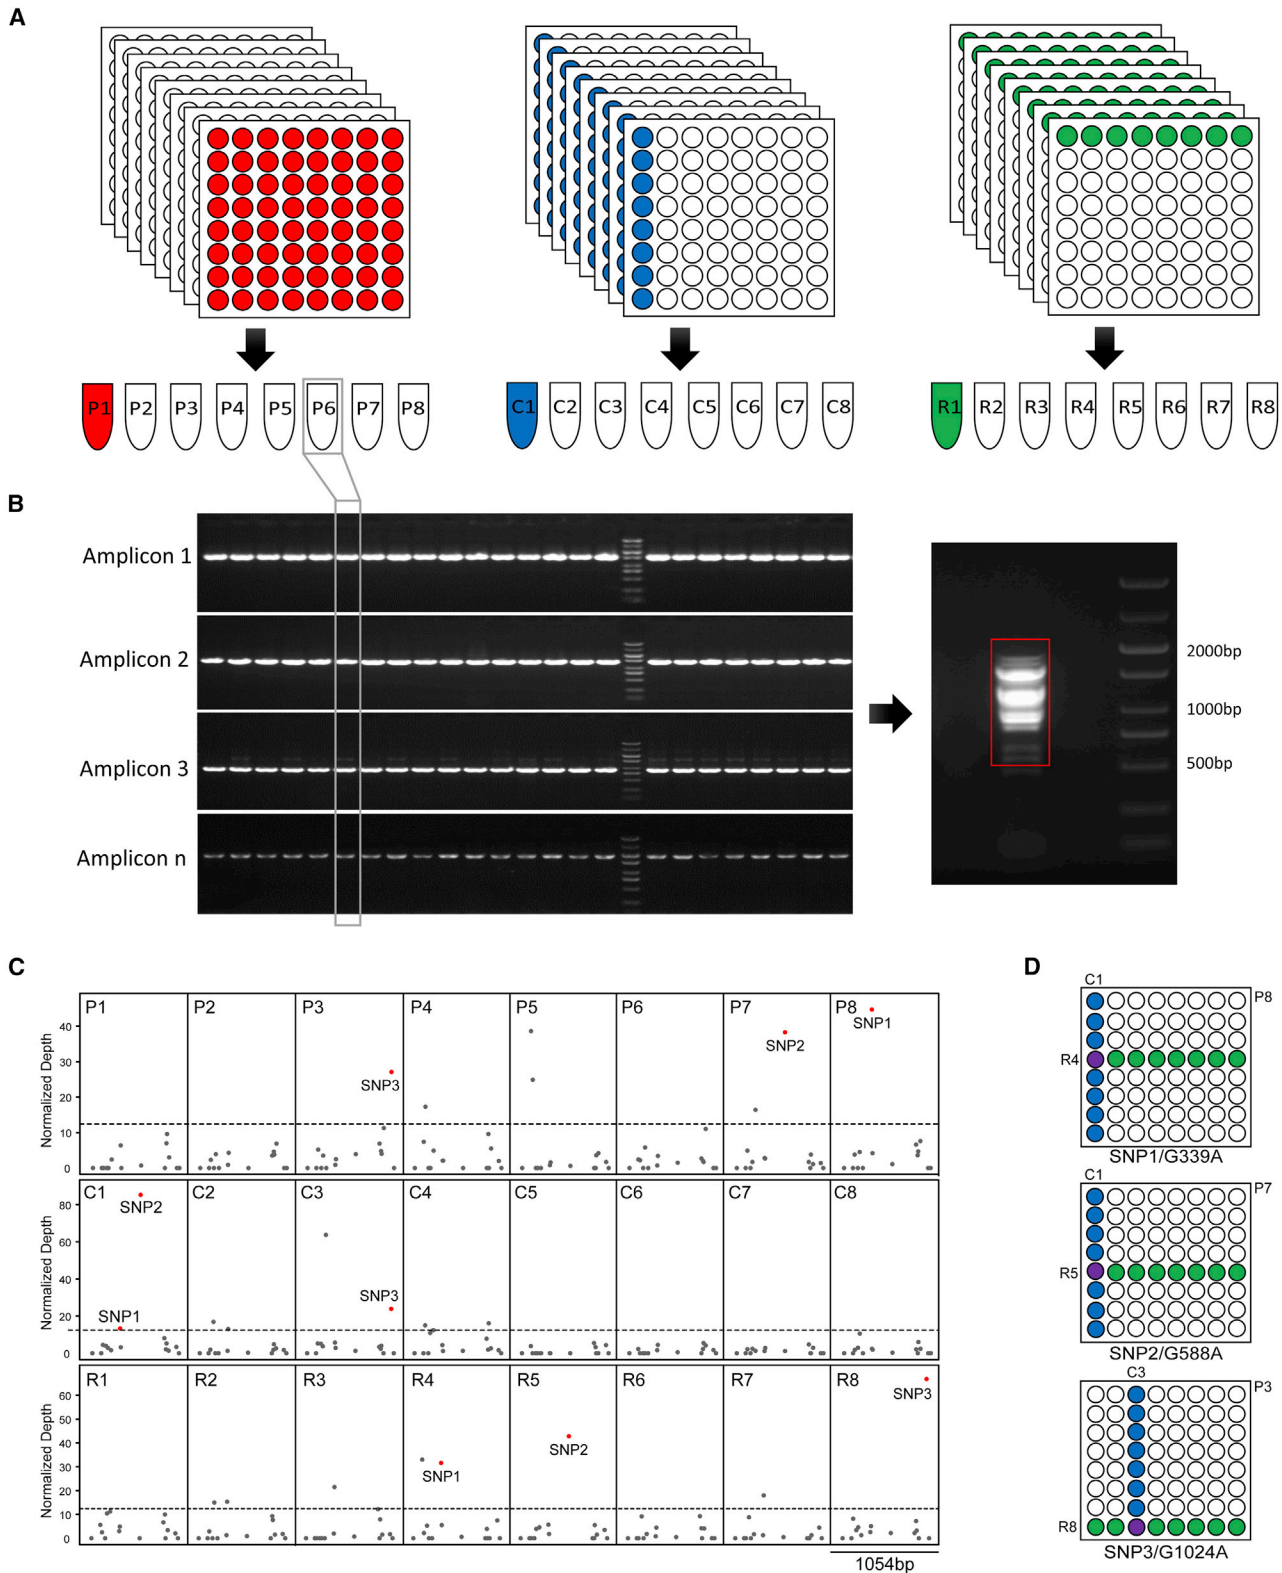 A
P1 P2 P3 P4 P5 P6 P7 P8
C1 C2 C3 C4 C5 C6 C7 C8
R1 R2 R3 R4 R5 R6 R7 R8
B
Amplicon 1
Amplicon 2
Amplicon 3
Amplicon n
2000bp
1000bp
500bp
C
Normalized Depth
40
30
20
10
0
P1 P2 P3 P4 P5 P6 P7 P8
SNP3
SNP2
SNP1
Normalized Depth
80
60
40
20
0
C1 C2 C3 C4 C5 C6 C7 C8
SNP2
SNP1
SNP3
Normalized Depth
60
50
40
30
20
10
0
R1 R2 R3 R4 R5 R6 R7 R8
SNP1
SNP2
SNP3
1054bp
D
C1
P8
R4
SNP1/G339A
C1
P7
R5
SNP2/G588A
C3
P3
R8
SNP3/G1024A